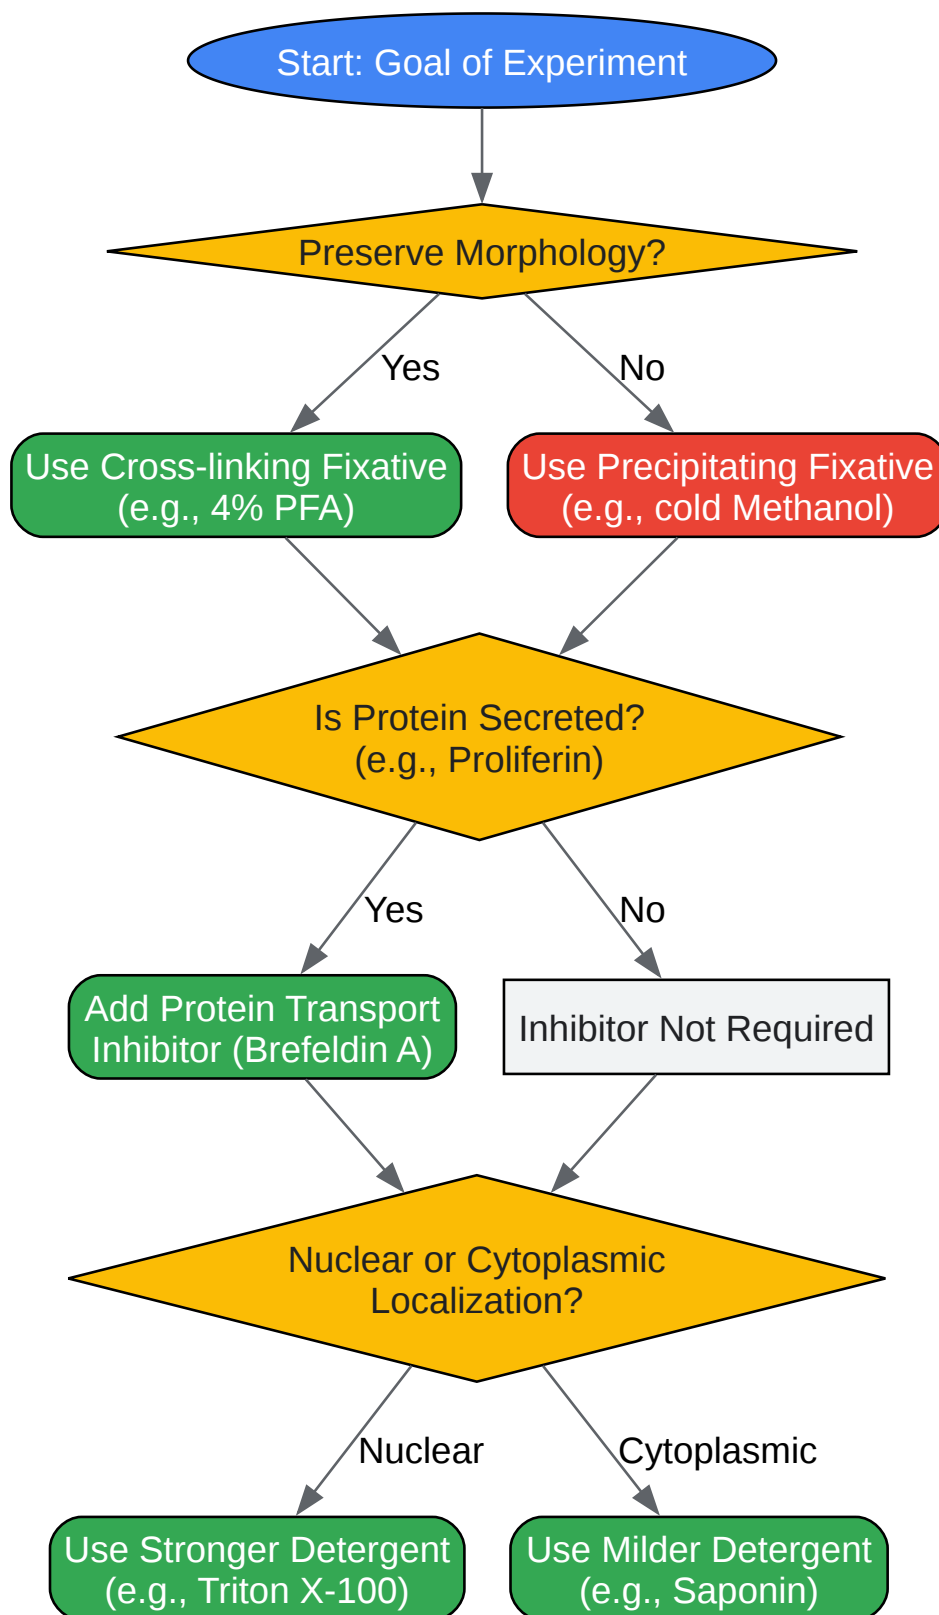 Start: Goal of Experiment
Preserve Morphology?
Yes
No
Use Cross-linking Fixative
(e.g., 4% PFA)
Use Precipitating Fixative
(e.g., cold Methanol)
Is Protein Secreted?
(e.g., Proliferin)
Yes
No
Add Protein Transport
Inhibitor (Brefeldin A)
Inhibitor Not Required
Nuclear or Cytoplasmic
Localization?
Nuclear
Cytoplasmic
Use Stronger Detergent
(e.g., Triton X-100)
Use Milder Detergent
(e.g., Saponin)